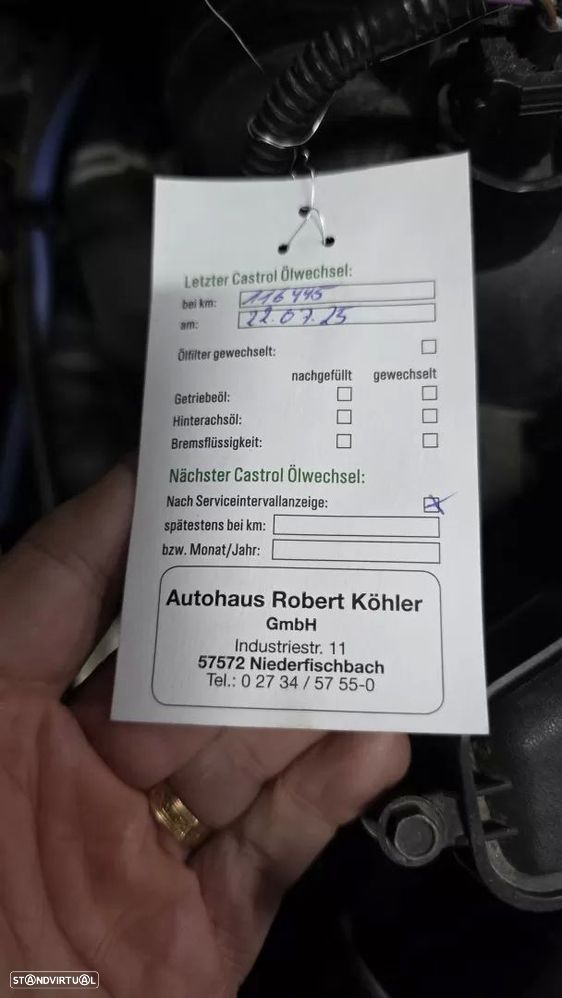 Letzter Castrol Ölwechsel:
bei km: 116445
am: 22.07.25
Ölfilter gewechselt:
nachgefüllt gewechselt
Getriebeöl:
Hinterachsöl:
Bremsflüssigkeit:
Nächster Castrol Ölwechsel:
Nach Serviceintervallanzeige:
spätestens bei km:
bzw. Monat/Jahr:
Autohaus Robert Köhler
GmbH
Industriestr. 11
57572 Niederfischbach
Tel.: 0 27 34 / 57 55-0
STANDVIRTUAL